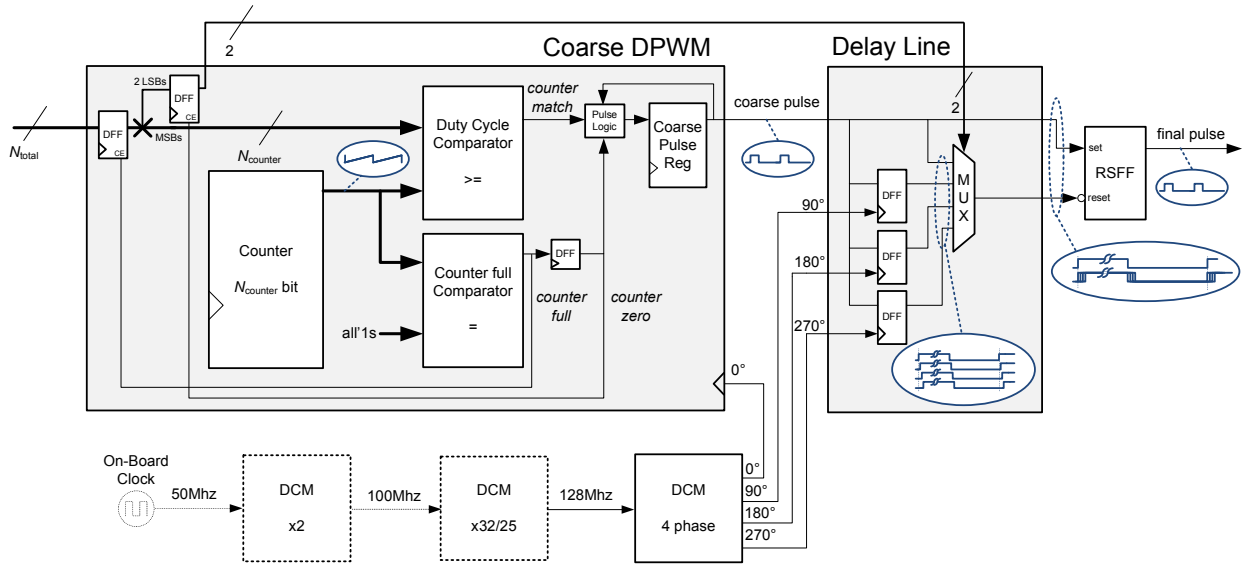 2
Coarse DPWM
Delay Line
2 LSBs
DFF
CE
DFF
CE
MSBs
N_total
N_counter
Duty Cycle
Comparator
>=
counter
match
Pulse
Logic
Coarse
Pulse
Reg
coarse pulse
2
MUX
set
RSFF
reset
final pulse
Counter
N_counter bit
Counter full
Comparator
=
all'1s
DFF
counter
full
counter
zero
90°
DFF
180°
DFF
270°
DFF
0°
On-Board
Clock
50Mhz
DCM
x2
100Mhz
DCM
x32/25
128Mhz
DCM
4 phase
0°
90°
180°
270°